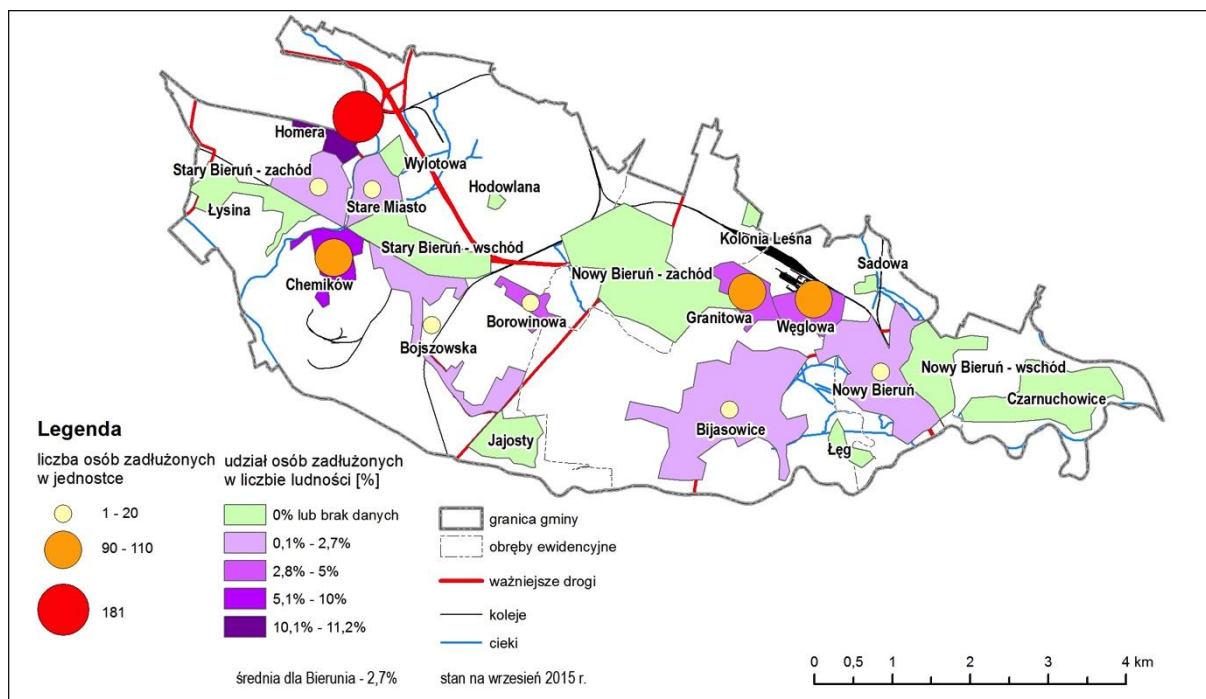 Homera
Wylotowa
Stary Bieruń - zachód
Hodowlana
Łysina
Stare Miasto
Stary Bieruń - wschód
Kolonia Leśna
Sadowa
Nowy Bieruń - zachód
Chemików
Granitowa
Węglowa
Borowinowa
Bojszowska
Nowy Bieruń - wschód
Nowy Bieruń
Czarnuchowice
Bijasowice
Jajosty
Łęg
Legenda
liczba osób zadłużonych
w jednostce
1 - 20
90 - 110
181
udział osób zadłużonych
w liczbie ludności [%]
0% lub brak danych
0,1% - 2,7%
2,8% - 5%
5,1% - 10%
10,1% - 11,2%
średnia dla Bierunia - 2,7%
granica gminy
obręby ewidencyjne
ważniejsze drogi
koleje
cieki
stan na wrzesień 2015 r.
0 0,5 1 2 3 4 km